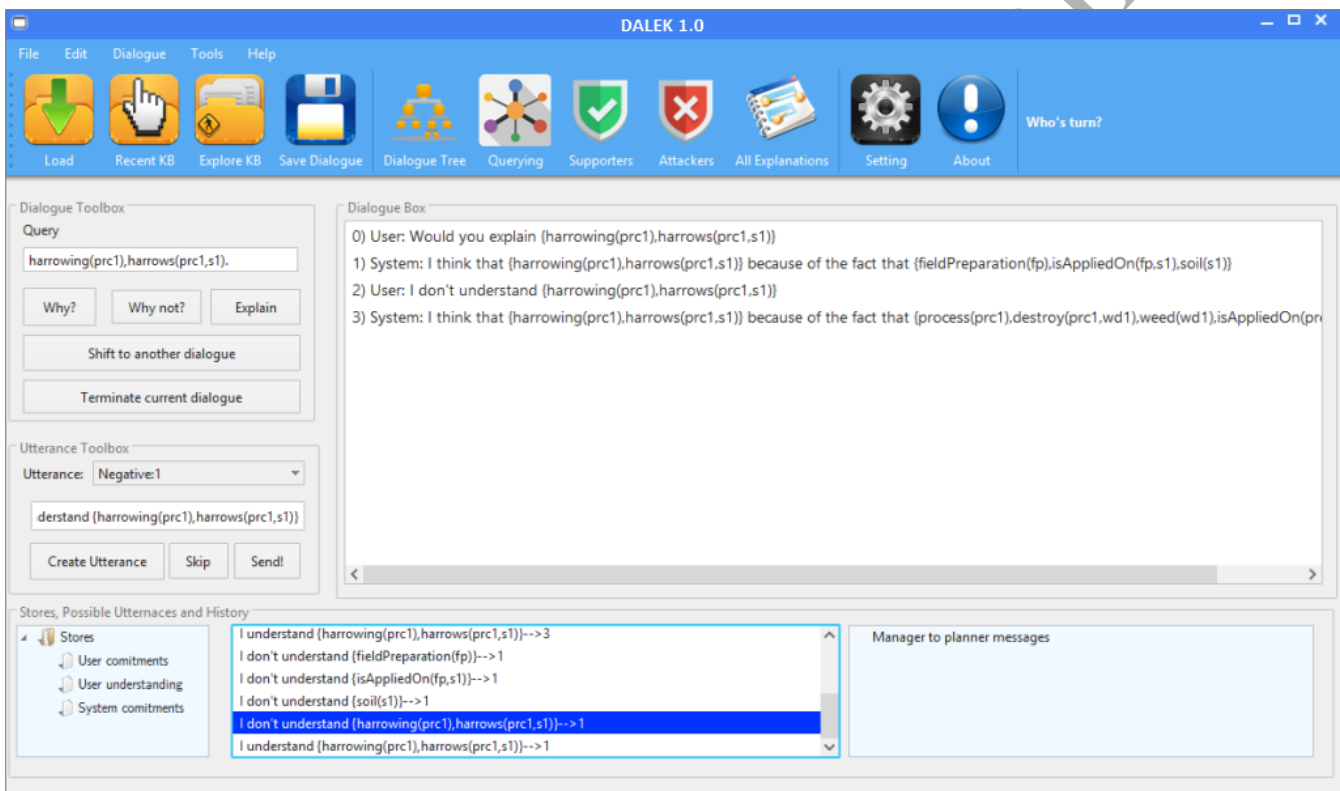 DALEK 1.0
File Edit Dialogue Tools Help
Load Recent KB Explore KB Save Dialogue Dialogue Tree Querying Supporters Attackers All Explanations Setting About Who's turn?
Dialogue Toolbox
Query
harrowing(prc1),harrows(prc1,s1).
Why? Why not? Explain
Shift to another dialogue
Terminate current dialogue
Utterance Toolbox
Utterance: Negative:1
derstand {harrowing(prc1),harrows(prc1,s1)}
Create Utterance Skip Send!
Dialogue Box
0) User: Would you explain {harrowing(prc1),harrows(prc1,s1)}
1) System: I think that {harrowing(prc1),harrows(prc1,s1)} because of the fact that {fieldPreparation(fp),isAppliedOn(fp,s1),soil(s1)}
2) User: I don't understand {harrowing(prc1),harrows(prc1,s1)}
3) System: I think that {harrowing(prc1),harrows(prc1,s1)} because of the fact that {process(prc1),destroy(prc1,wd1),weed(wd1),isAppliedOn(pr
Stores, Possible Utternaces and History
Stores
User comitments
User understanding
System comitments
I understand {harrowing(prc1),harrows(prc1,s1)}-->3
I don't understand {fieldPreparation(fp)}-->1
I don't understand {isAppliedOn(fp,s1)}-->1
I don't understand {soil(s1)}-->1
I don't understand {harrowing(prc1),harrows(prc1,s1)}-->1
I understand {harrowing(prc1),harrows(prc1,s1)}-->1
Manager to planner messages